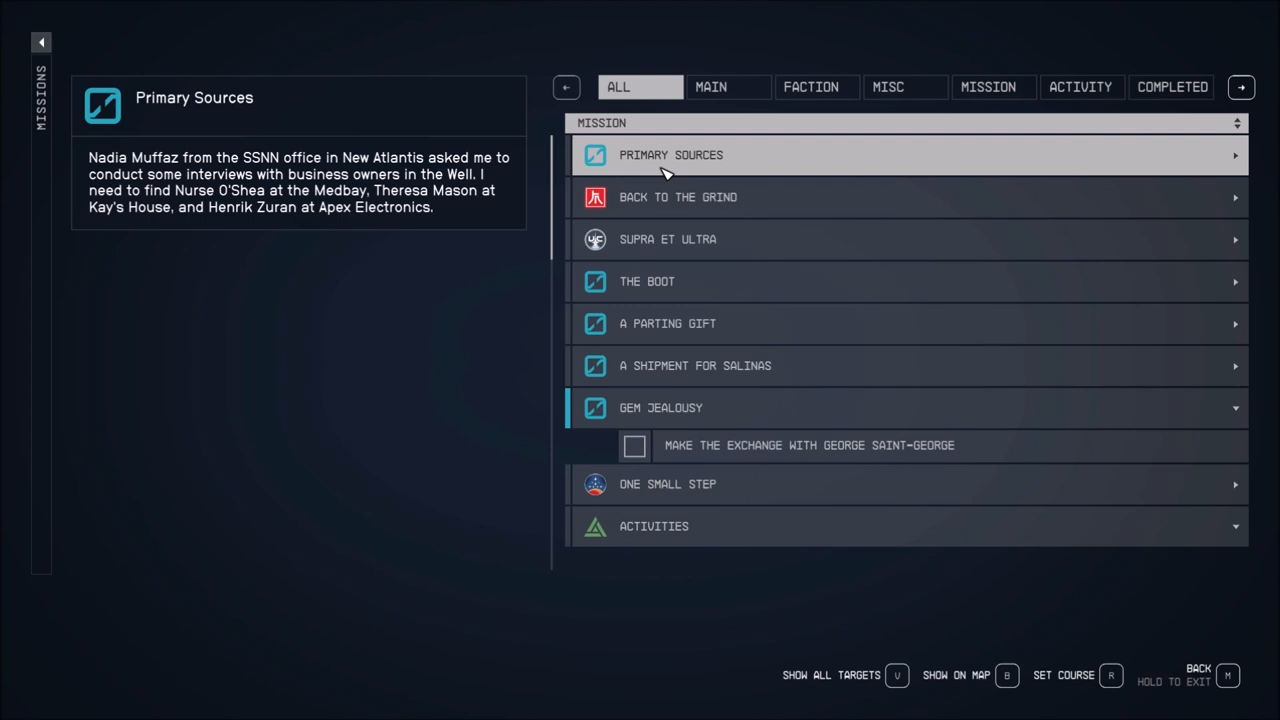 MISSIONS
Primary Sources
Nadia Muffaz from the SSNN office in New Atlantis asked me to
conduct some interviews with business owners in the Well. I
need to find Nurse O'Shea at the Medbay, Theresa Mason at
Kay's House, and Henrik Zuran at Apex Electronics.
ALL MAIN FACTION MISC MISSION ACTIVITY COMPLETED
MISSION
PRIMARY SOURCES
BACK TO THE GRIND
SUPRA ET ULTRA
THE BOOT
A PARTING GIFT
A SHIPMENT FOR SALINAS
GEM JEALOUSY
MAKE THE EXCHANGE WITH GEORGE SAINT-GEORGE
ONE SMALL STEP
ACTIVITIES
SHOW ALL TARGETS V SHOW ON MAP B SET COURSE R BACK M
HOLD TO EXIT